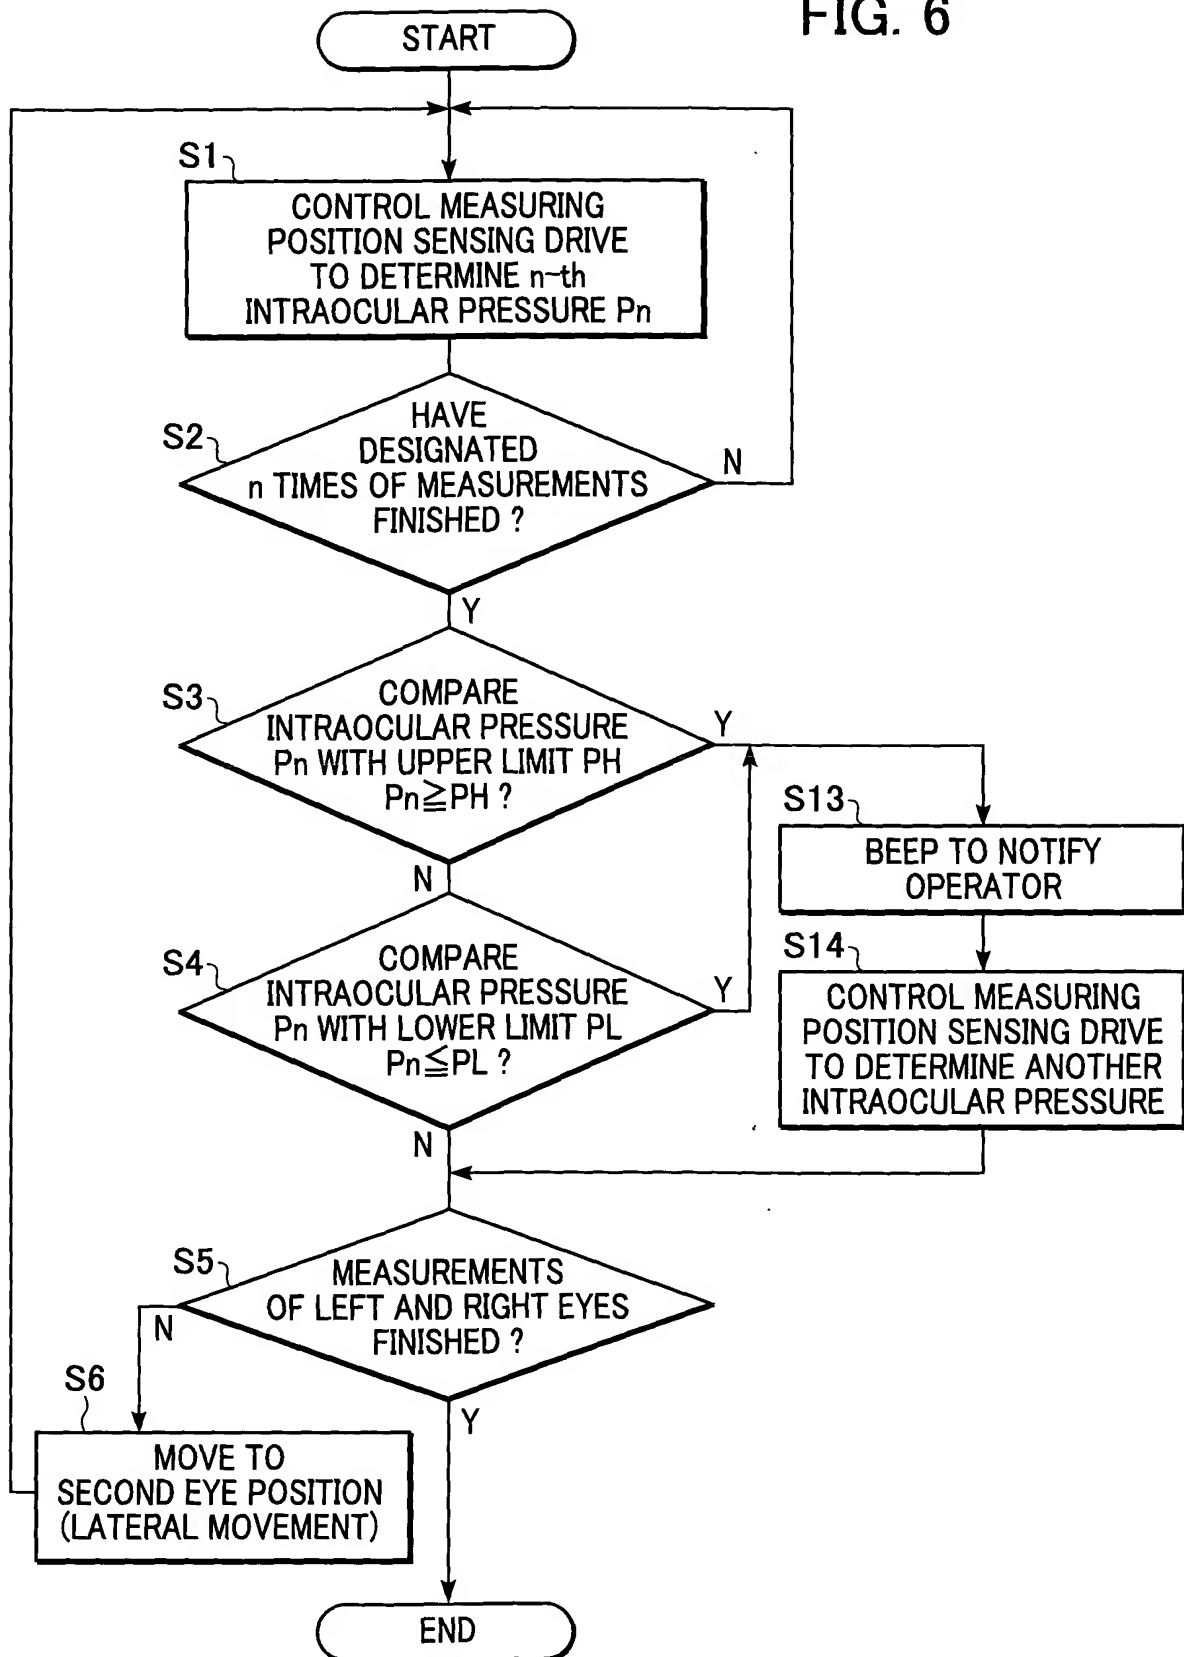 FIG. 6
START
S1
CONTROL MEASURING
POSITION SENSING DRIVE
TO DETERMINE n-th
INTRAOCULAR PRESSURE Pn
S2
HAVE
DESIGNATED
n TIMES OF MEASUREMENTS
FINISHED ?
N
Y
S3
COMPARE
INTRAOCULAR PRESSURE
Pn WITH UPPER LIMIT PH
Pn≧PH ?
Y
N
S13
BEEP TO NOTIFY
OPERATOR
S4
COMPARE
INTRAOCULAR PRESSURE
Pn WITH LOWER LIMIT PL
Pn≦PL ?
Y
N
S14
CONTROL MEASURING
POSITION SENSING DRIVE
TO DETERMINE ANOTHER
INTRAOCULAR PRESSURE
S5
MEASUREMENTS
OF LEFT AND RIGHT EYES
FINISHED ?
N
Y
S6
MOVE TO
SECOND EYE POSITION
(LATERAL MOVEMENT)
END